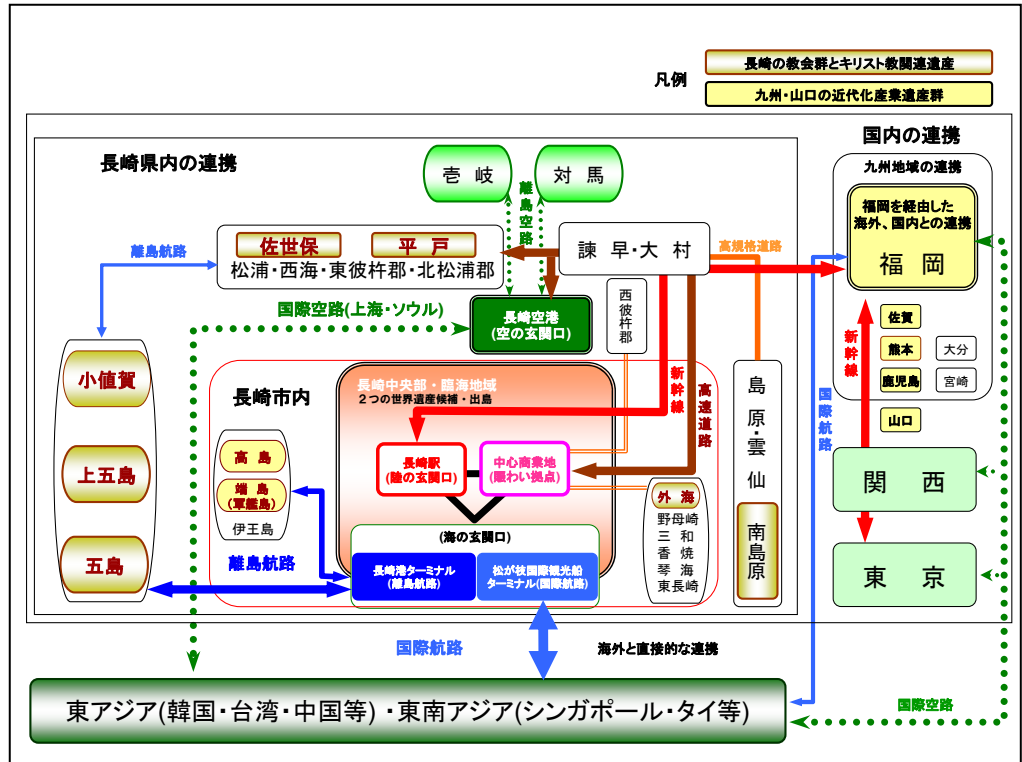 凡例
長崎の教会群とキリスト教関連遺産
九州・山口の近代化産業遺産群
国内の連携
九州地域の連携
福岡を経由した
海外、国内との連携
福岡
佐賀
熊本
大分
鹿児島
宮崎
山口
新幹線
関西
東京
長崎県内の連携
壱岐
対馬
離島空路
離島航路
佐世保
平戸
松浦・西海・東彼杵郡・北松浦郡
諫早・大村
高規格道路
国際空路(上海・ソウル)
長崎空港
(空の玄関口)
西彼杵郡
小値賀
上五島
五島
長崎市内
長崎中央部・臨海地域
２つの世界遺産候補・出島
新幹線
高速道路
長崎駅
(陸の玄関口)
中心商業地
(賑わい拠点)
高島
端島
(軍艦島)
伊王島
離島航路
(海の玄関口)
長崎港ターミナル
(離島航路)
松が枝国際観光船
ターミナル(国際航路)
外海
野母崎
三和
香焼
琴海
東長崎
島原・雲仙
南島原
国際航路
国際航路
海外と直接的な連携
国際空路
東アジア(韓国・台湾・中国等)・東南アジア(シンガポール・タイ等)